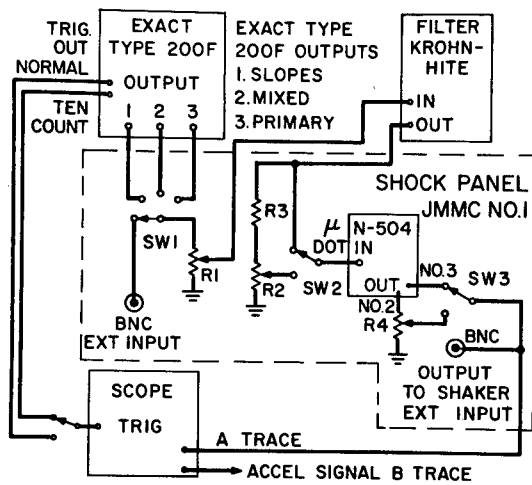 TRIG.
OUT
NORMAL
TEN
COUNT
EXACT
TYPE 200F
OUTPUT
1 2 3
EXACT TYPE
200F OUTPUTS
1. SLOPES
2. MIXED
3. PRIMARY
FILTER
KROHN-
HITE
IN
OUT
SHOCK PANEL
JMMC NO.1
SW1
R1
BNC
EXT INPUT
R3
R2
μ
DOT
SW2
N-504
IN
OUT
NO.3
SW3
NO.2
R4
BNC
OUTPUT
TO SHAKER
EXT INPUT
SCOPE
TRIG
A TRACE
ACCEL SIGNAL B TRACE